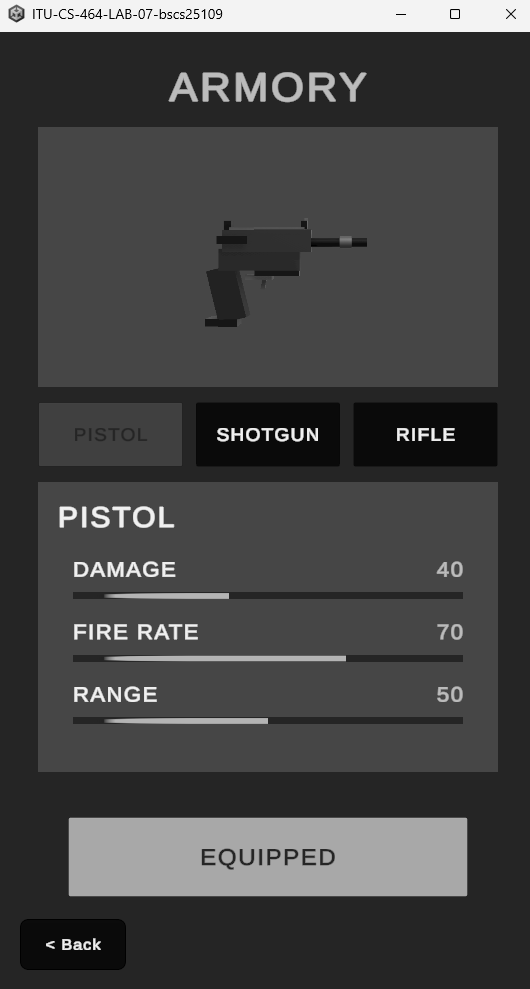 ITU-CS-464-LAB-07-bscs25109
ARMORY
PISTOL SHOTGUN RIFLE
PISTOL
DAMAGE 40
FIRE RATE 70
RANGE 50
EQUIPPED
< Back